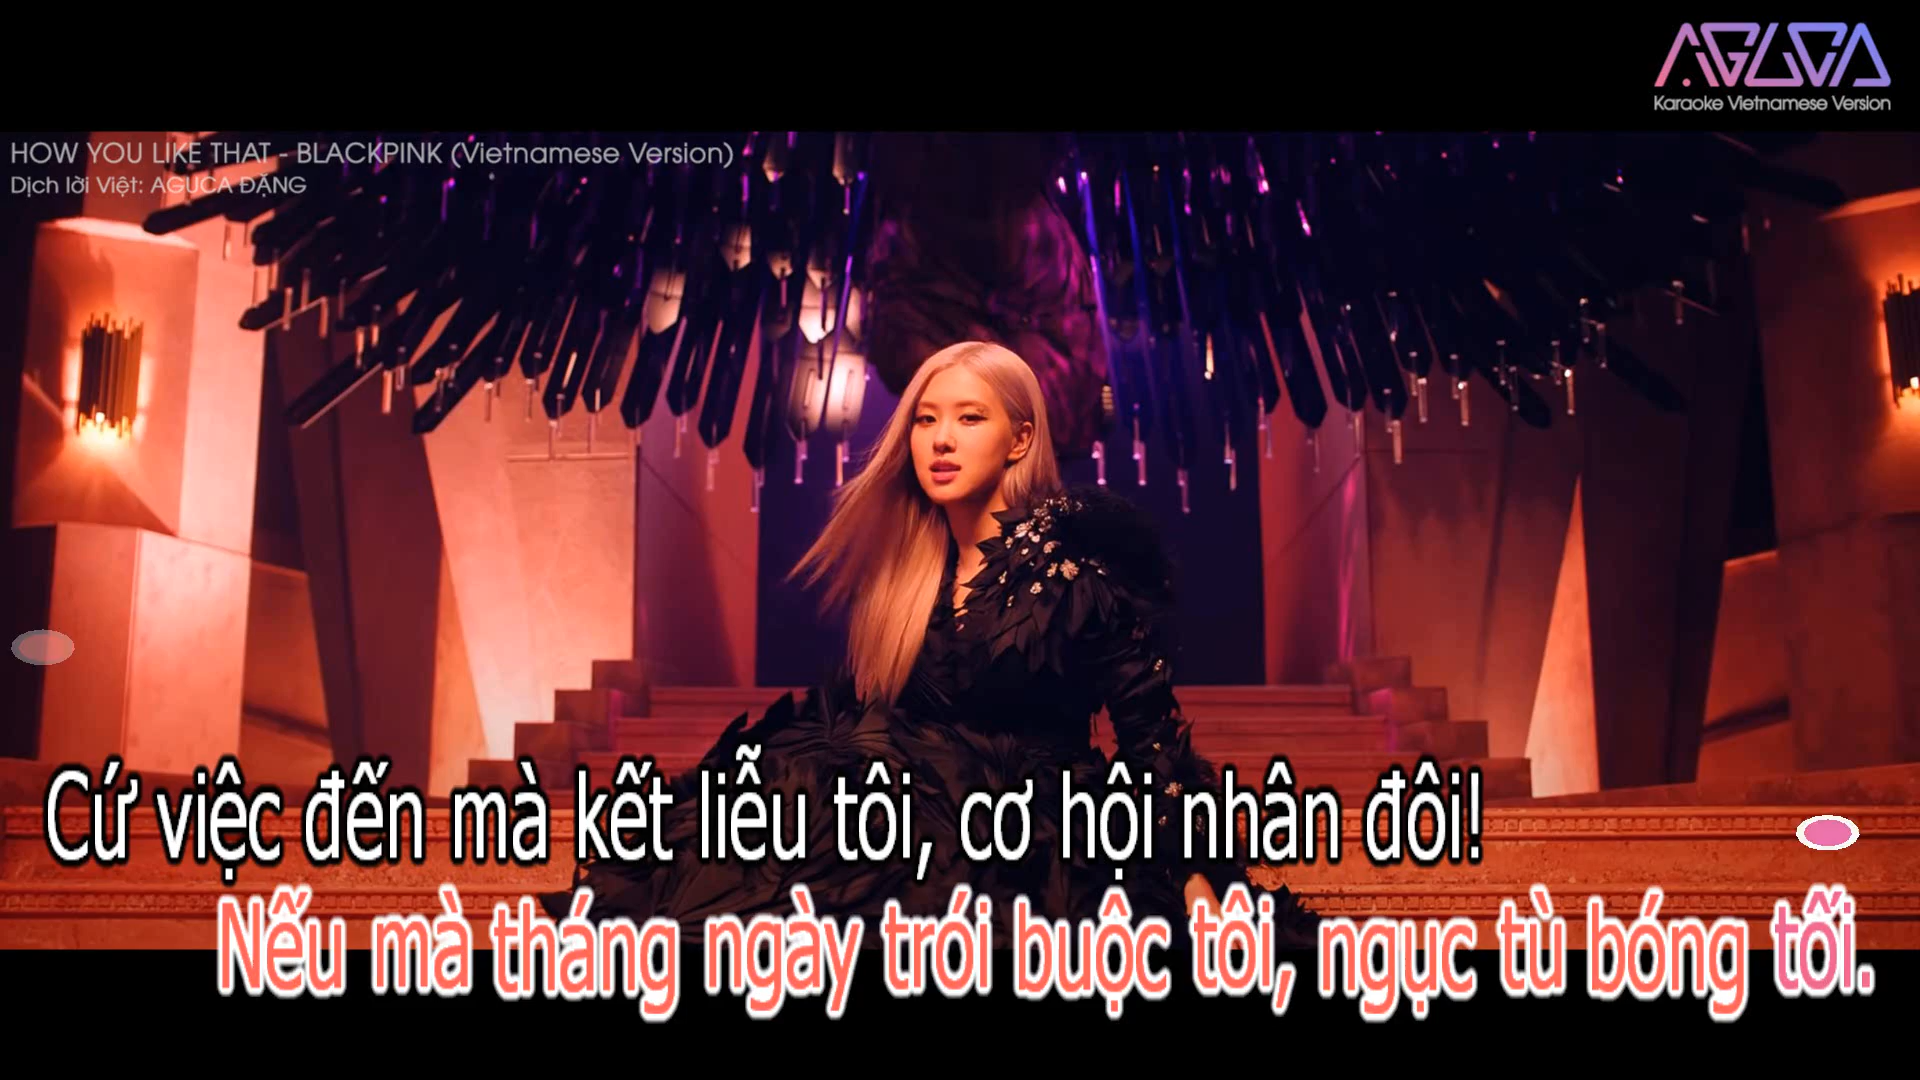 AGUCA
Karaoke Vietnamese Version
HOW YOU LIKE THAT - BLACKPINK (Vietnamese Version)
Dịch lời Việt: AGUCA ĐẶNG
Cứ việc đến mà kết liễu tôi, cơ hội nhân đôi!
Nếu mà tháng ngày trói buộc tôi, ngục tù bóng tối.